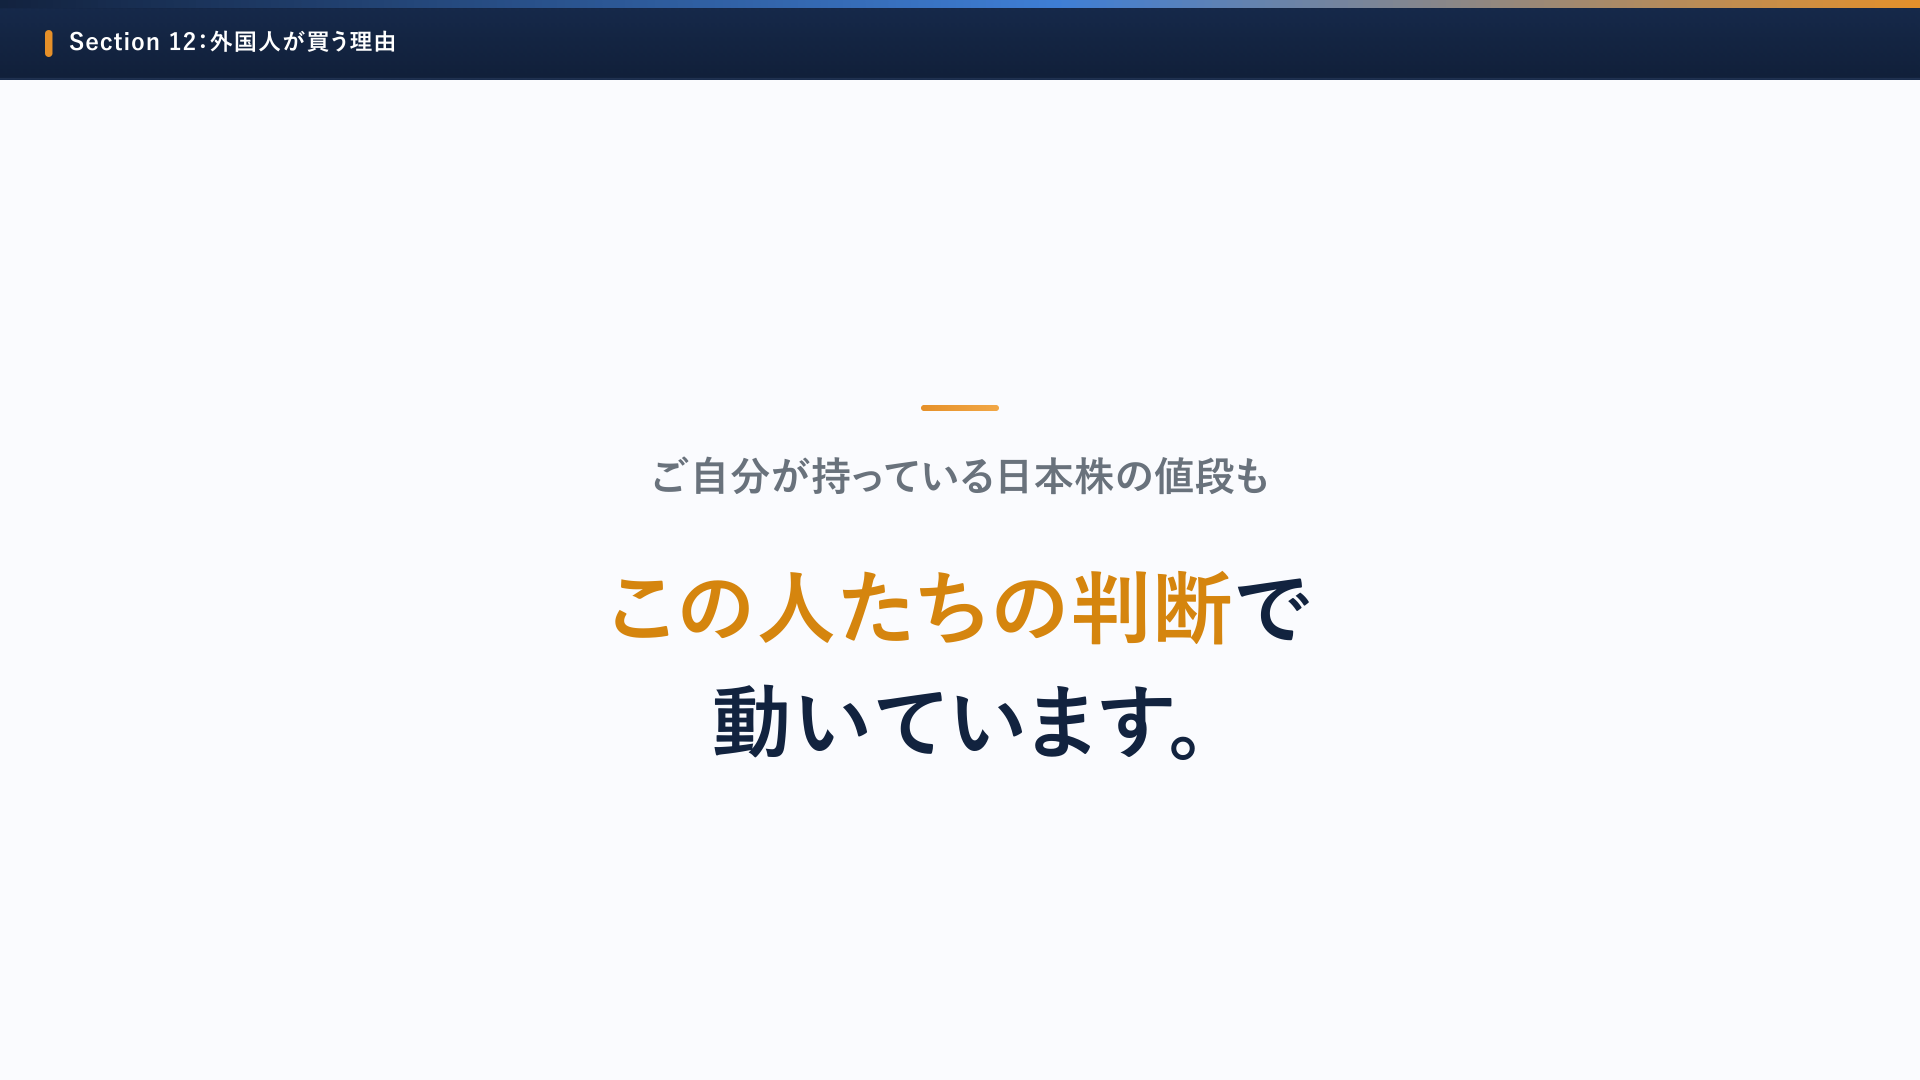 Section 12：外国人が買う理由
ご自分が持っている日本株の値段も
この人たちの判断で
動いています。